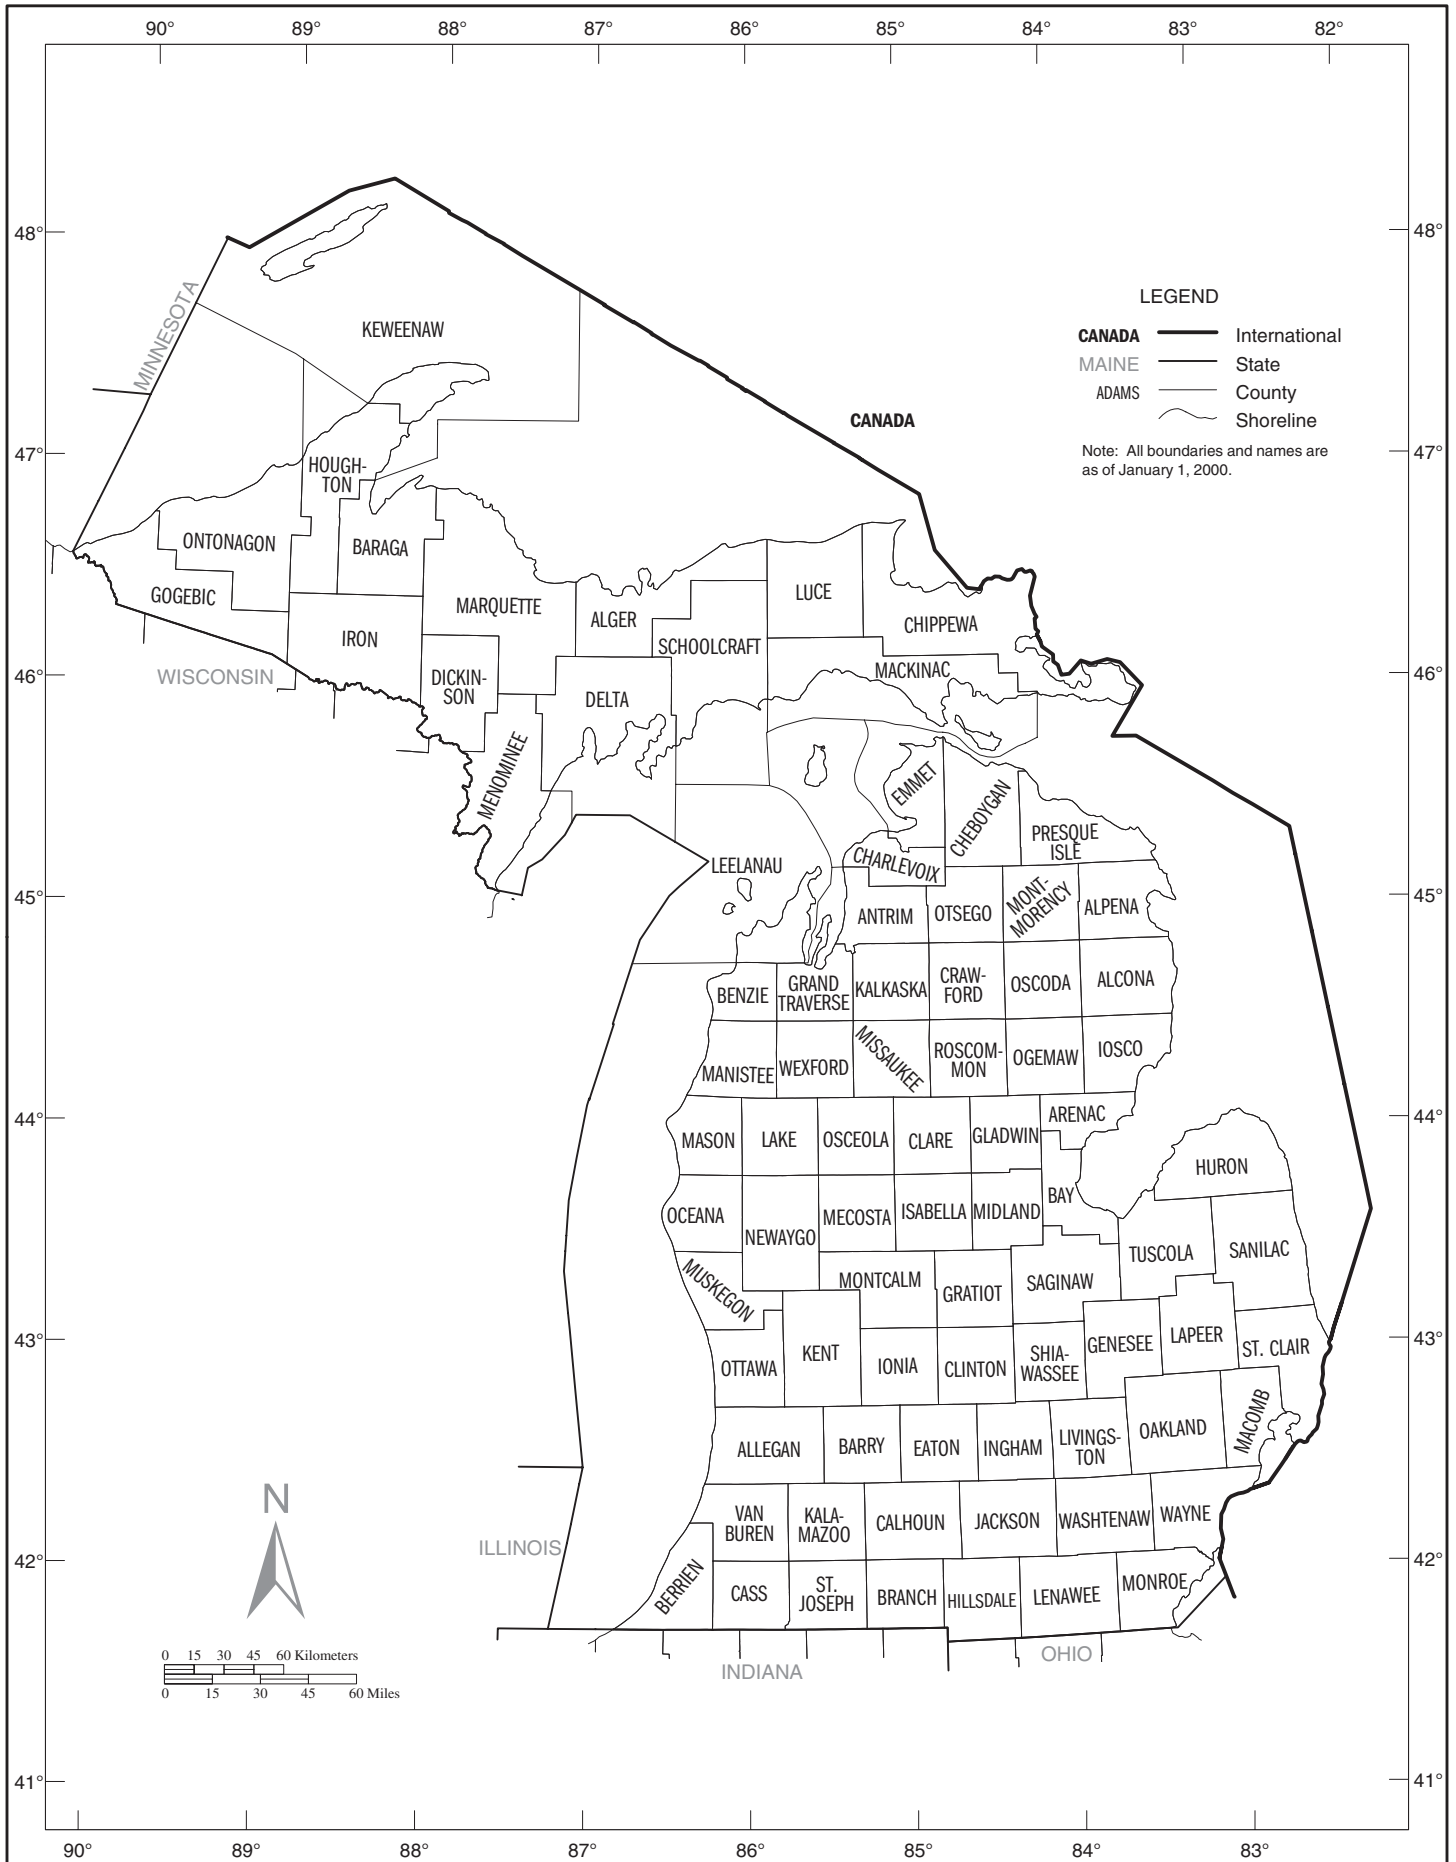 90° 89° 88° 87° 86° 85° 84° 83° 82°
48° 48°
LEGEND
MINNESOTA
KEWEENAW
CANADA International
MAINE State
ADAMS County
Shoreline
CANADA
Note: All boundaries and names are
as of January 1, 2000.
47° 47°
HOUGH-
TON
ONTONAGON
BARAGA
GOGEBIC
MARQUETTE
ALGER
LUCE
IRON
SCHOOLCRAFT
CHIPPEWA
WISCONSIN
46° 46°
MACKINAC
DICKIN-
SON
DELTA
MENOMINEE
EMMET
CHEBOYGAN
PRESQUE
ISLE
LEELANAU
CHARLEVOIX
45° 45°
ANTRIM
OTSEGO
MONT-
MORENCY
ALPENA
BENZIE
GRAND
TRAVERSE
KALKASKA
CRAW-
FORD
OSCODA
ALCONA
MANISTEE
WEXFORD
MISSAUKEE
ROSCOM-
MON
OGEMAW
IOSCO
44° 44°
ARENAC
MASON
LAKE
OSCEOLA
CLARE
GLADWIN
HURON
OCEANA
NEWAYGO
MECOSTA
ISABELLA
MIDLAND
BAY
TUSCOLA
SANILAC
MUSKEGON
MONTCALM
GRATIOT
SAGINAW
43° 43°
OTTAWA
KENT
IONIA
CLINTON
SHIA-
WASSEE
GENESEE
LAPEER
ST. CLAIR
ALLEGAN
BARRY
EATON
INGHAM
LIVINGS-
TON
OAKLAND
MACOMB
N
ILLINOIS
VAN
BUREN
KALA-
MAZOO
CALHOUN
JACKSON
WASHTENAW
WAYNE
42° 42°
BERRIEN
CASS
ST.
JOSEPH
BRANCH
HILLSDALE
LENAWEE
MONROE
0 15 30 45 60 Kilometers
0 15 30 45 60 Miles
INDIANA
OHIO
41° 41°
90° 89° 88° 87° 86° 85° 84° 83°